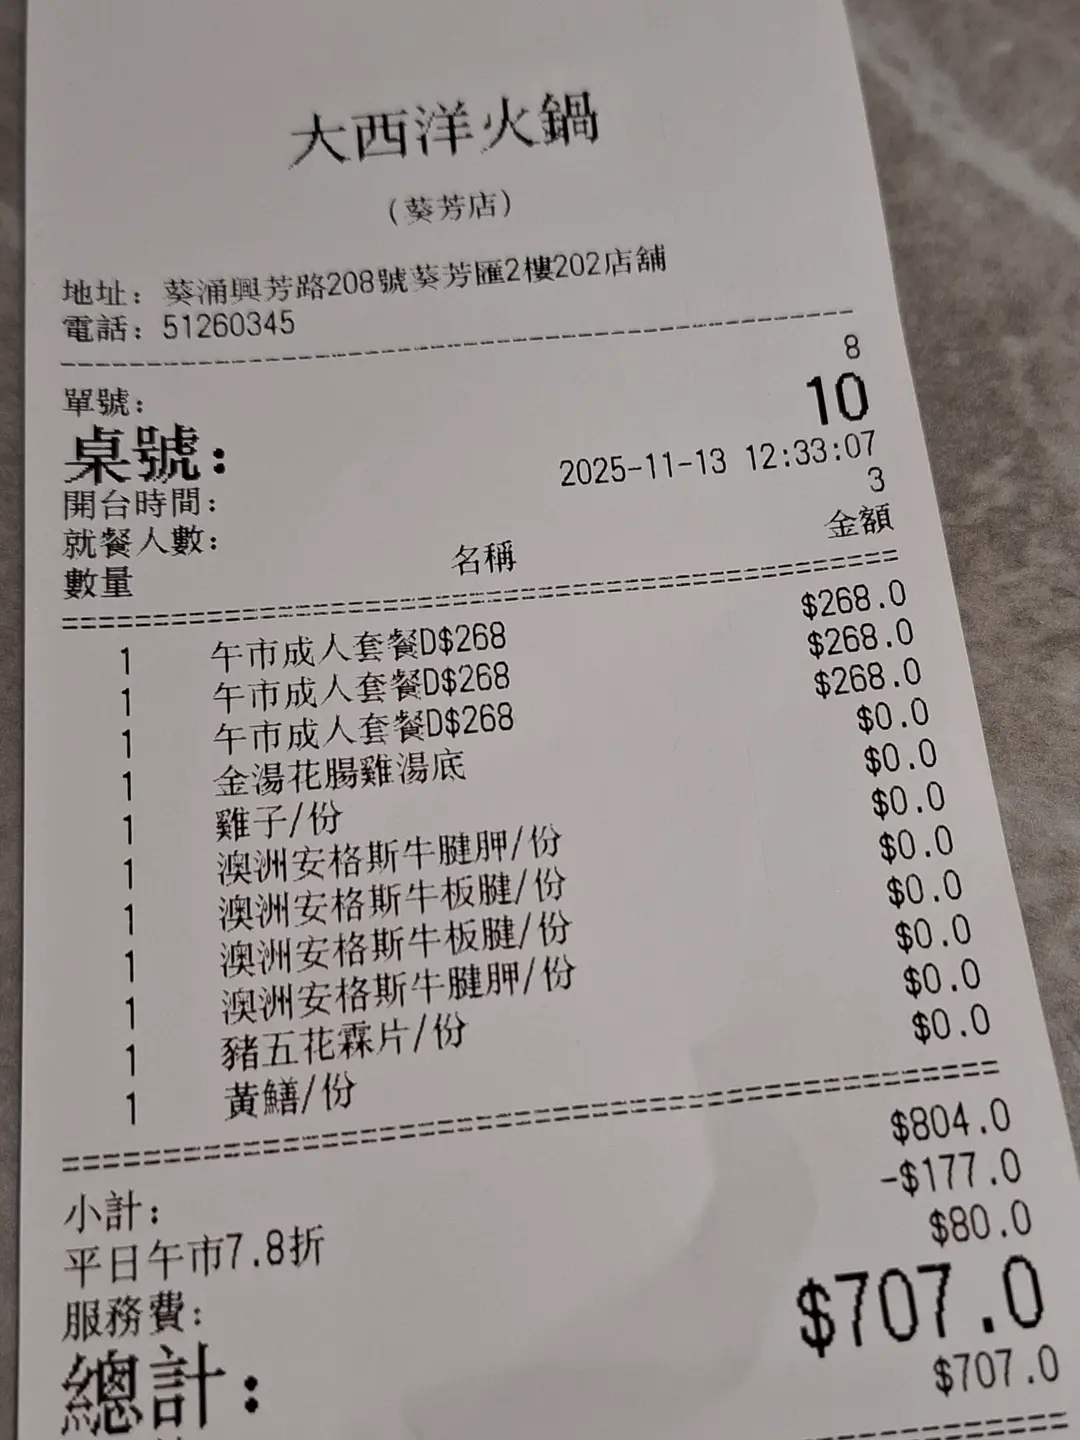 大西洋火鍋
(葵芳店)
地址: 葵涌興芳路208號葵芳匯2樓202店舖
電話: 51260345
單號: 8
桌號: 10
開台時間: 2025-11-13 12:33:07
就餐人數: 3
數量 名稱 金額
1 午市成人套餐D$268 $268.0
1 午市成人套餐D$268 $268.0
1 午市成人套餐D$268 $268.0
1 金湯花腸雞湯底 $0.0
1 雞子/份 $0.0
1 澳洲安格斯牛腱胛/份 $0.0
1 澳洲安格斯牛板腱/份 $0.0
1 澳洲安格斯牛板腱/份 $0.0
1 澳洲安格斯牛腱胛/份 $0.0
1 豬五花霖片/份 $0.0
1 黃鱔/份 $0.0
小計: $804.0
平日午市7.8折 -$177.0
服務費: $80.0
總計: $707.0
$707.0